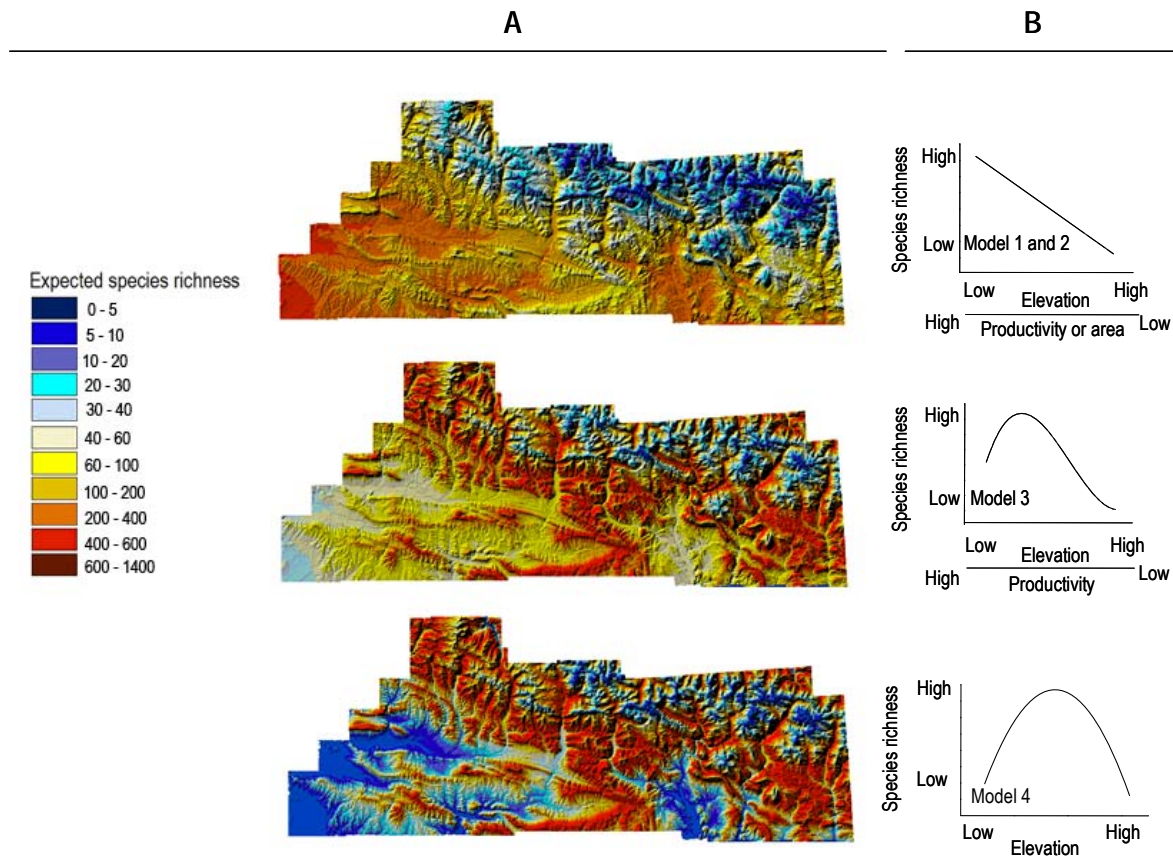 A
B
Expected species richness
0 - 5
5 - 10
10 - 20
20 - 30
30 - 40
40 - 60
60 - 100
100 - 200
200 - 400
400 - 600
600 - 1400
Species richness
High
Low
Model 1 and 2
Low
High
Elevation
High
Low
Productivity or area
Species richness
High
Low
Model 3
Low
High
Elevation
High
Low
Productivity
Species richness
High
Low
Model 4
Low
High
Elevation